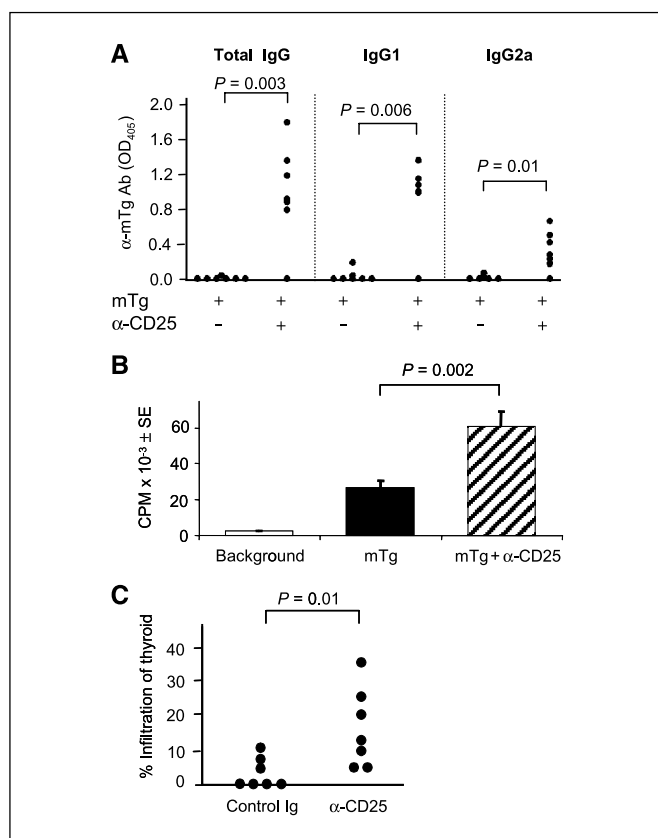 A
Total IgG IgG1 IgG2a
P = 0.003
P = 0.006
P = 0.01
α-mTg Ab (OD405)
2.0
1.6
1.2
0.8
0.4
0.0
mTg + + + + + +
α-CD25 - + - + - +
B
P = 0.002
CPM x 10-3 ± SE
60
40
20
0
Background mTg mTg + α-CD25
C
P = 0.01
% Infiltration of thyroid
40
30
20
10
0
Control Ig α-CD25